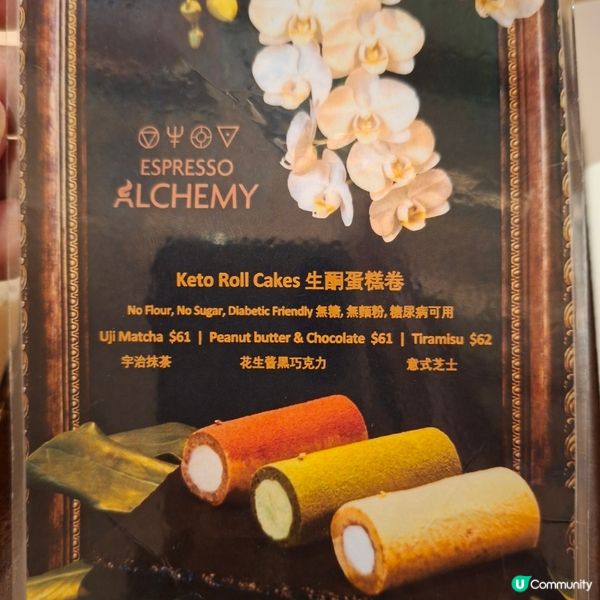 ESPRESSO
ALCHEMY
Keto Roll Cakes 生酮蛋糕卷
No Flour, No Sugar, Diabetic Friendly 無糖, 無麵粉, 糖尿病可用
Uji Matcha $61 | Peanut butter & Chocolate $61 | Tiramisu $62
宇治抹茶 花生醬黑巧克力 意式芝士
U Community